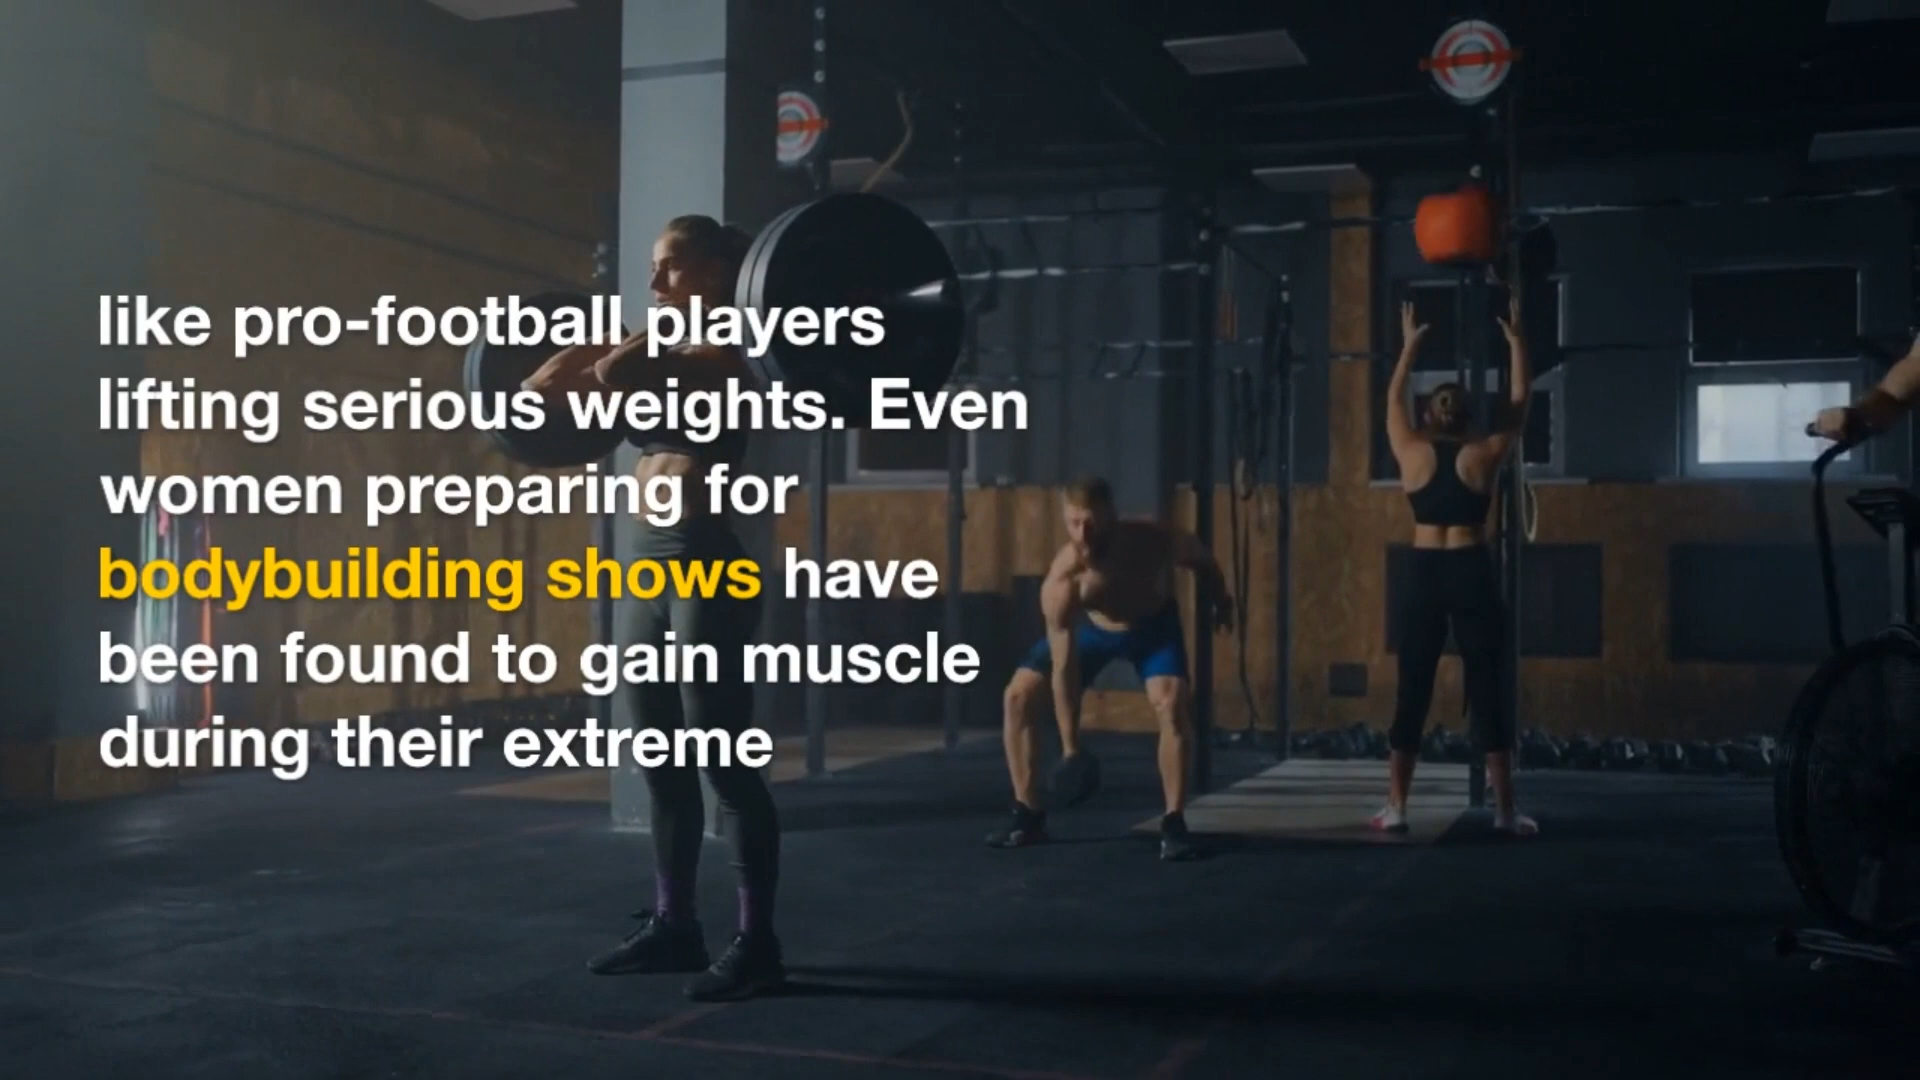 like pro-football players
lifting serious weights. Even
women preparing for
bodybuilding shows have
been found to gain muscle
during their extreme